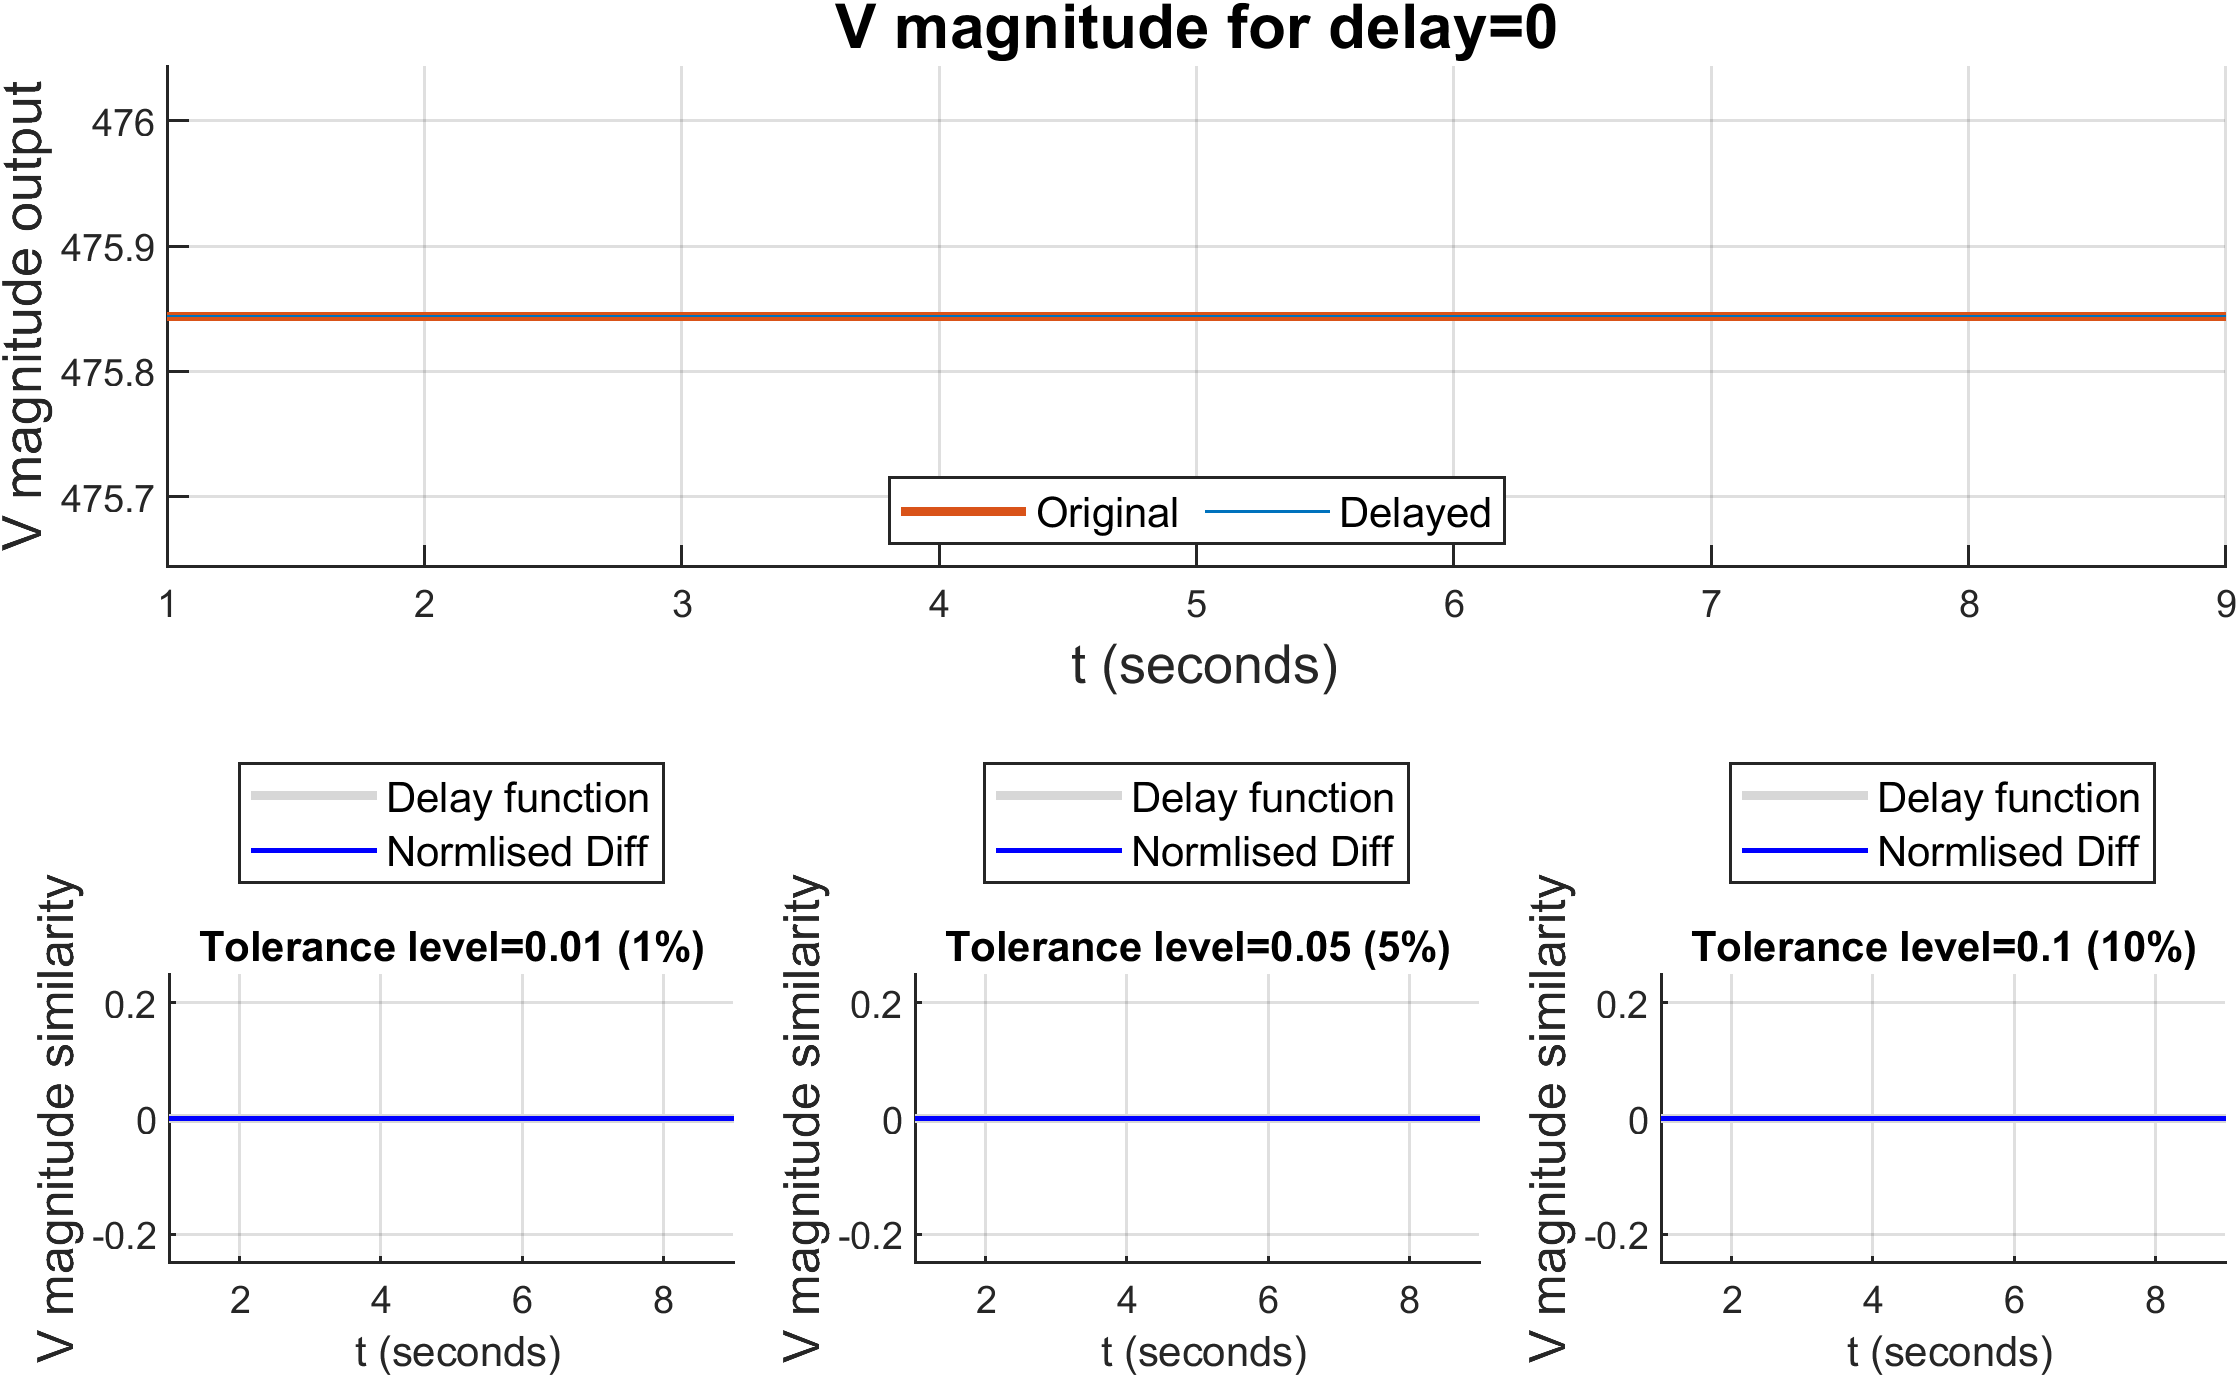 V magnitude for delay=0
V magnitude output
476
475.9
475.8
475.7
Original Delayed
1 2 3 4 5 6 7 8 9
t (seconds)
Delay function
Normlised Diff
Tolerance level=0.01 (1%)
V magnitude similarity
0.2
0
-0.2
2 4 6 8
t (seconds)
Delay function
Normlised Diff
Tolerance level=0.05 (5%)
V magnitude similarity
0.2
0
-0.2
2 4 6 8
t (seconds)
Delay function
Normlised Diff
Tolerance level=0.1 (10%)
V magnitude similarity
0.2
0
-0.2
2 4 6 8
t (seconds)